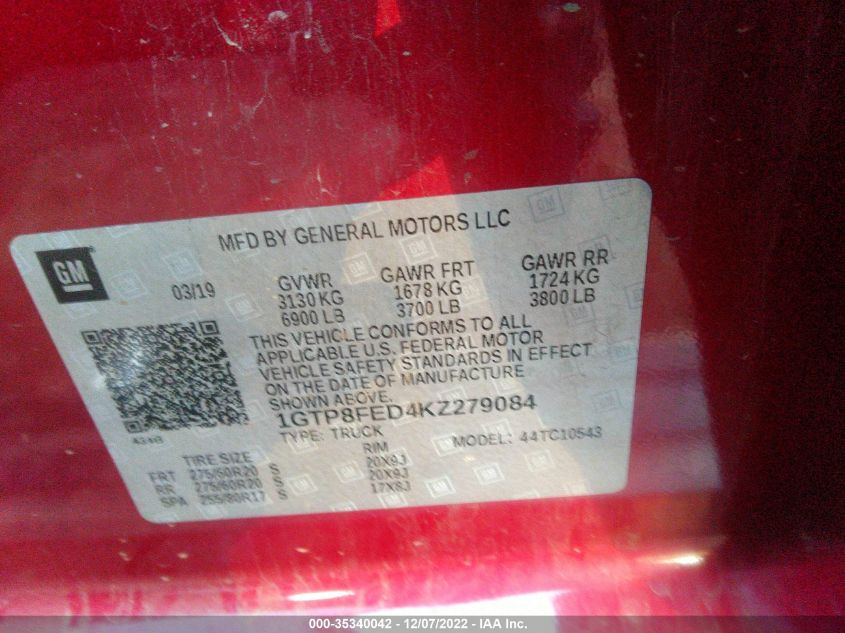 MFD BY GENERAL MOTORS LLC
GM
03/19
GVWR
3130 KG
6900 LB
GAWR FRT
1678 KG
3700 LB
GAWR RR
1724 KG
3800 LB
THIS VEHICLE CONFORMS TO ALL
APPLICABLE U.S. FEDERAL MOTOR
VEHICLE SAFETY STANDARDS IN EFFECT
ON THE DATE OF MANUFACTURE
SHOWN ABOVE.
1GTP8FED4KZ279084
TYPE: TRUCK
MODEL: 44TC10543
TIRE SIZE
RIM
FRT 275/60R20 S 20X9J
RR 275/60R20 S 20X9J
SPA 255/80R17 S 17X8J
000-35340042 - 12/07/2022 - IAA Inc.